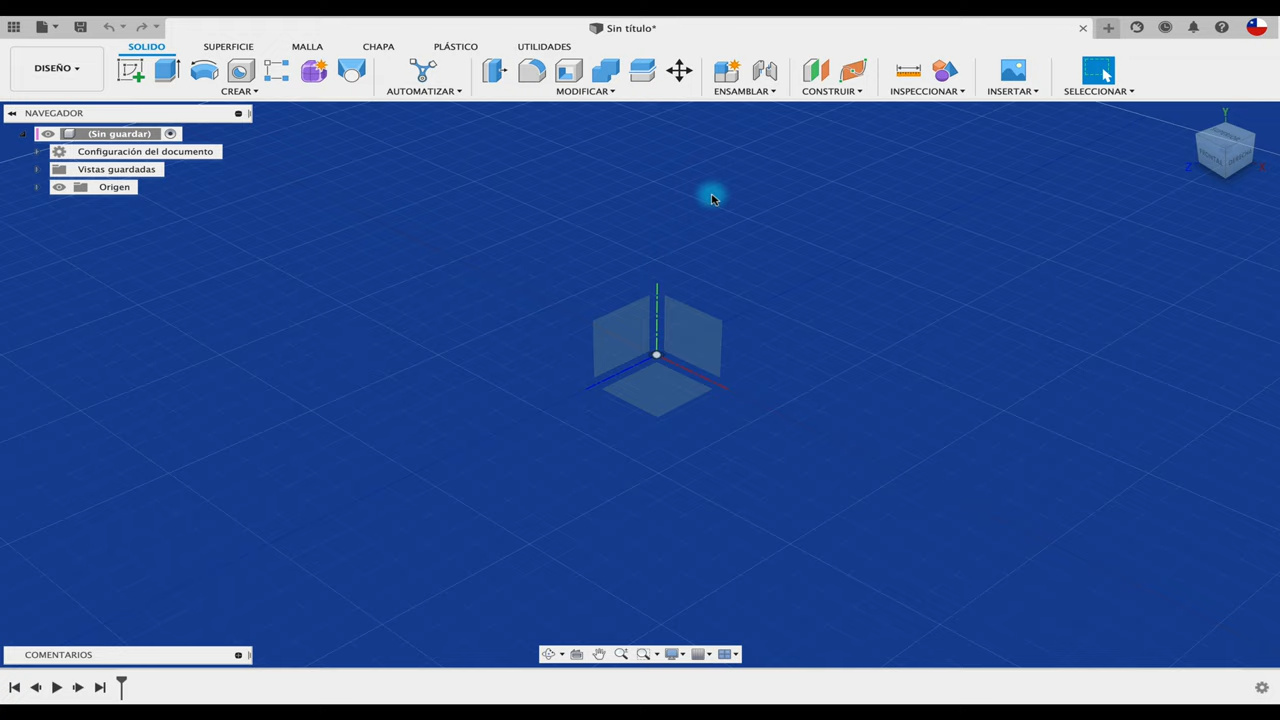 Sin título*
SOLIDO SUPERFICIE MALLA CHAPA PLÁSTICO UTILIDADES
DISEÑO
CREAR AUTOMATIZAR MODIFICAR ENSAMBLAR CONSTRUIR INSPECCIONAR INSERTAR SELECCIONAR
NAVEGADOR
(Sin guardar)
Configuración del documento
Vistas guardadas
Origen
Y
FRONTAL
Z
X
COMENTARIOS